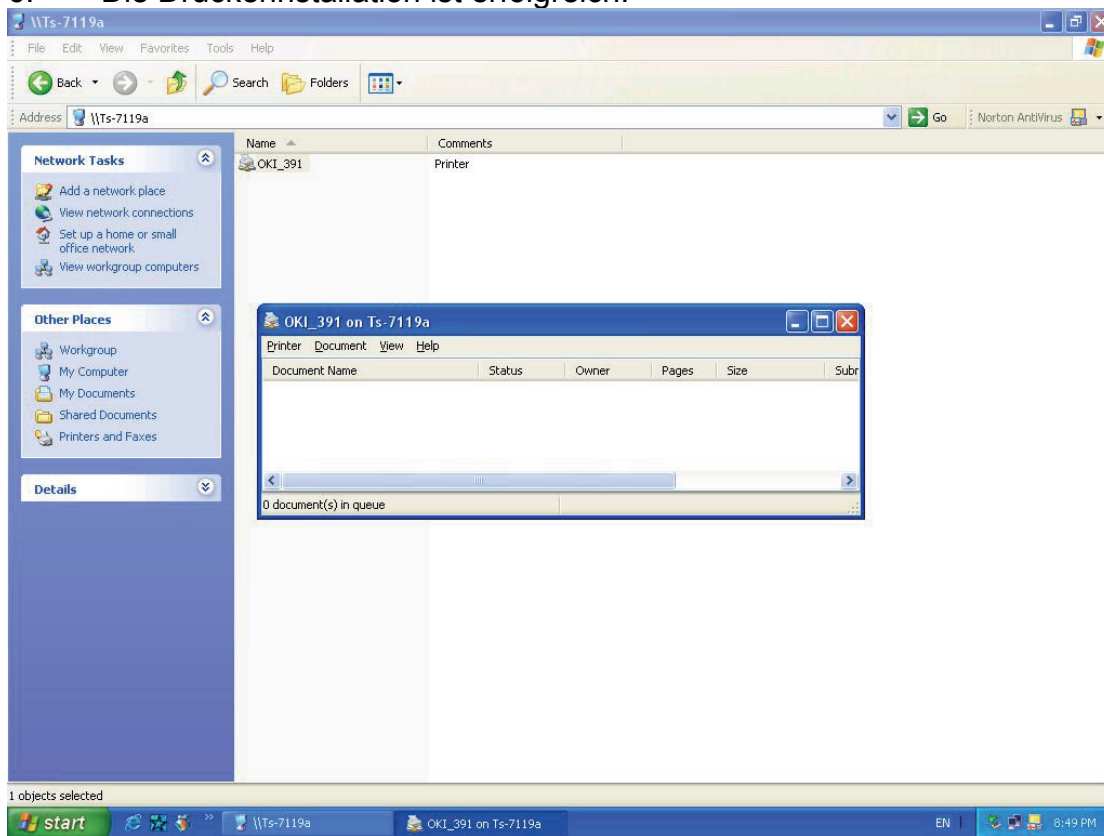 Die Druckerinstallation ist erfolgreich.
\\Ts-7119a
File Edit View Favorites Tools Help
Back Search Folders
Address \\Ts-7119a Go Norton AntiVirus
Name Comments
OKI_391 Printer
Network Tasks
Add a network place
View network connections
Set up a home or small
office network
View workgroup computers
Other Places
Workgroup
My Computer
My Documents
Shared Documents
Printers and Faxes
Details
OKI_391 on Ts-7119a
Printer Document View Help
Document Name Status Owner Pages Size Subr
0 document(s) in queue
1 objects selected
start \\Ts-7119a OKI_391 on Ts-7119a EN 8:49 PM